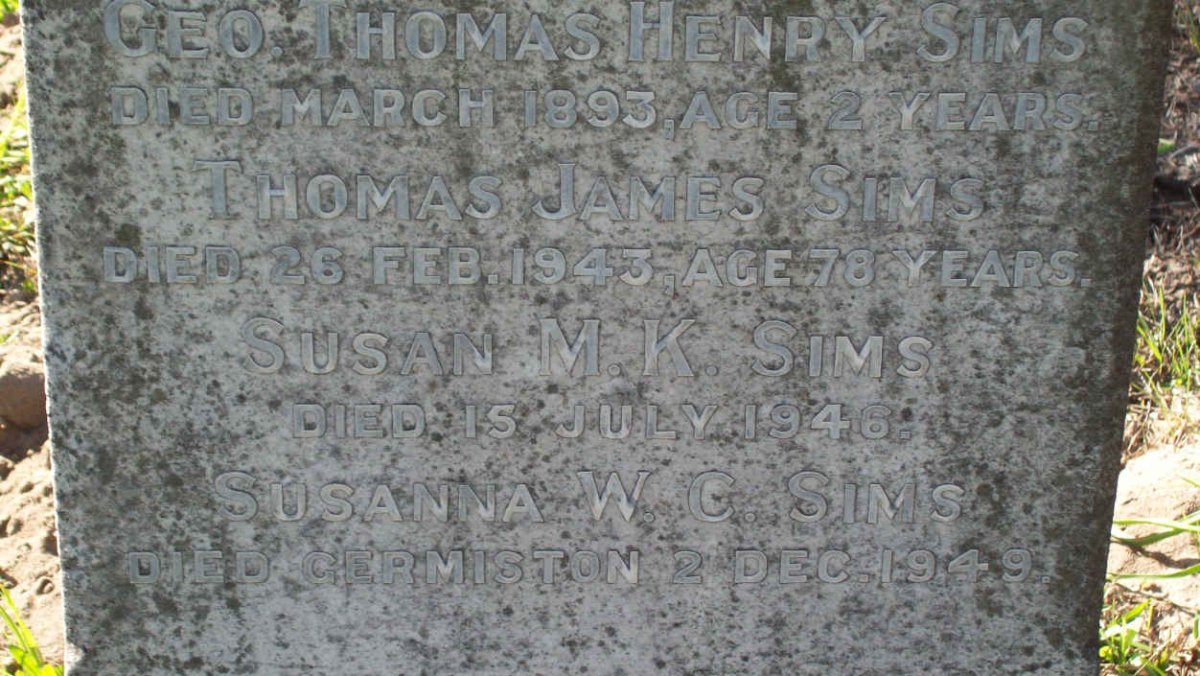 GEO. THOMAS HENRY SIMS
DIED MARCH 1893, AGE 2 YEARS.
THOMAS JAMES SIMS
DIED 26 FEB. 1943, AGE 78 YEARS.
SUSAN M. K. SIMS
DIED 15 JULY 1946.
SUSANNA W. C. SIMS
DIED GERMISTON 2 DEC. 1949.